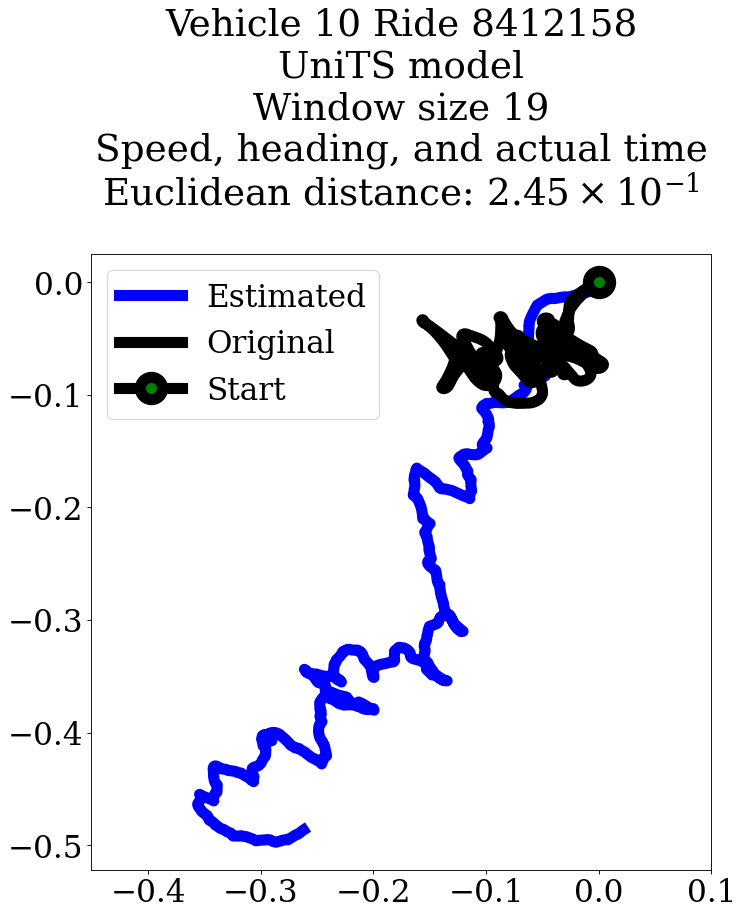 Vehicle 10 Ride 8412158
UniTS model
Window size 19
Speed, heading, and actual time
Euclidean distance: 2.45 × 10⁻¹
Estimated
Original
Start
0.0
−0.1
−0.2
−0.3
−0.4
−0.5
−0.4 −0.3 −0.2 −0.1 0.0 0.1